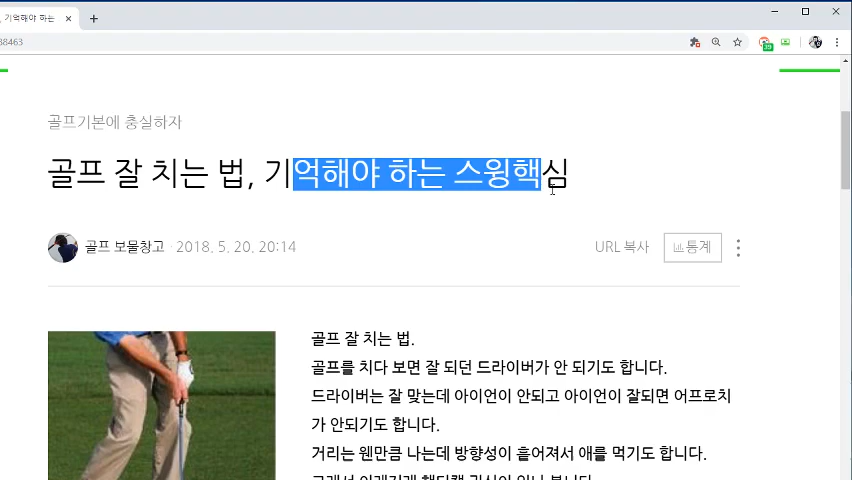 , 기억해야 하는
38463
골프기본에 충실하자
골프 잘 치는 법, 기억해야 하는 스윙핵심
골프 보물창고 · 2018. 5. 20. 20:14
URL 복사
통계
골프 잘 치는 법.
골프를 치다 보면 잘 되던 드라이버가 안 되기도 합니다.
드라이버는 잘 맞는데 아이언이 안되고 아이언이 잘되면 어프로치
가 안되기도 합니다.
거리는 웬만큼 나는데 방향성이 흩어져서 애를 먹기도 합니다.